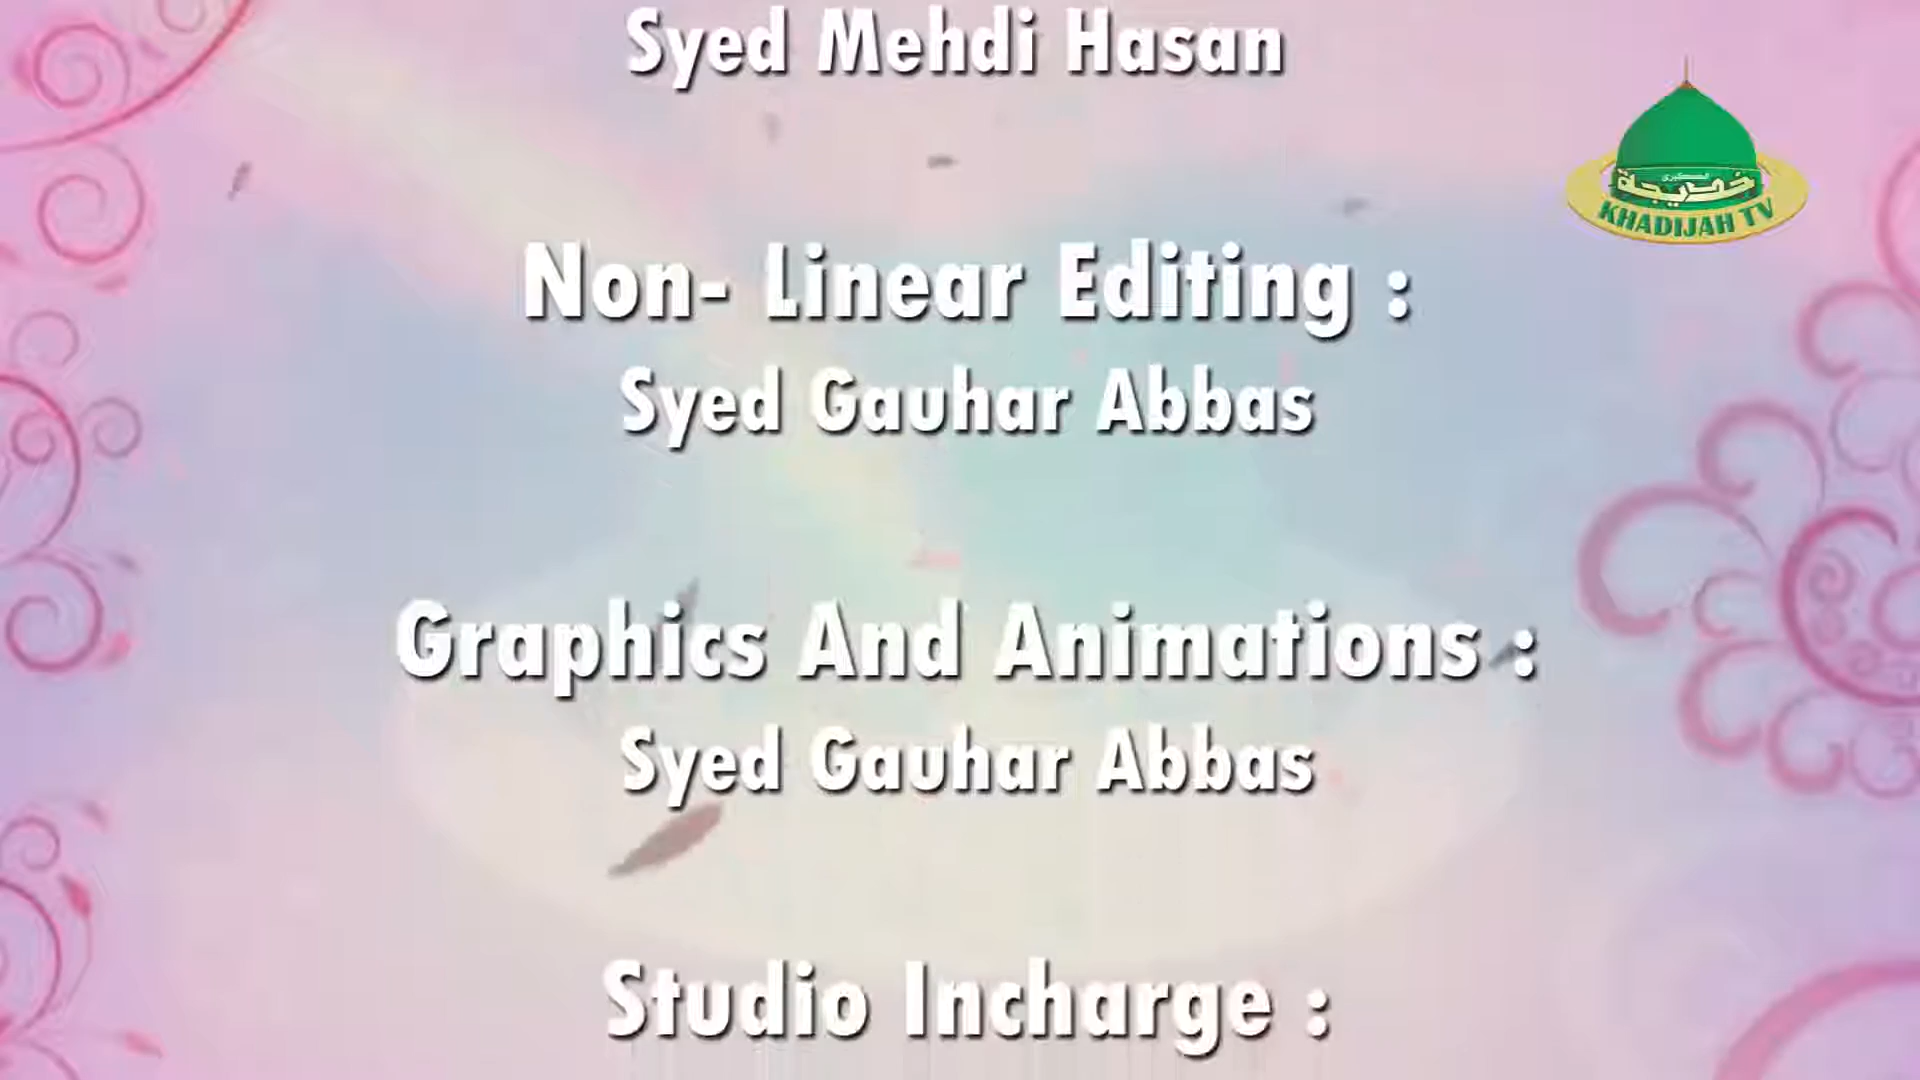 Syed Mehdi Hasan
Non- Linear Editing :
Syed Gauhar Abbas
Graphics And Animations :
Syed Gauhar Abbas
Studio Incharge :
خديجة
KHADIJAH TV